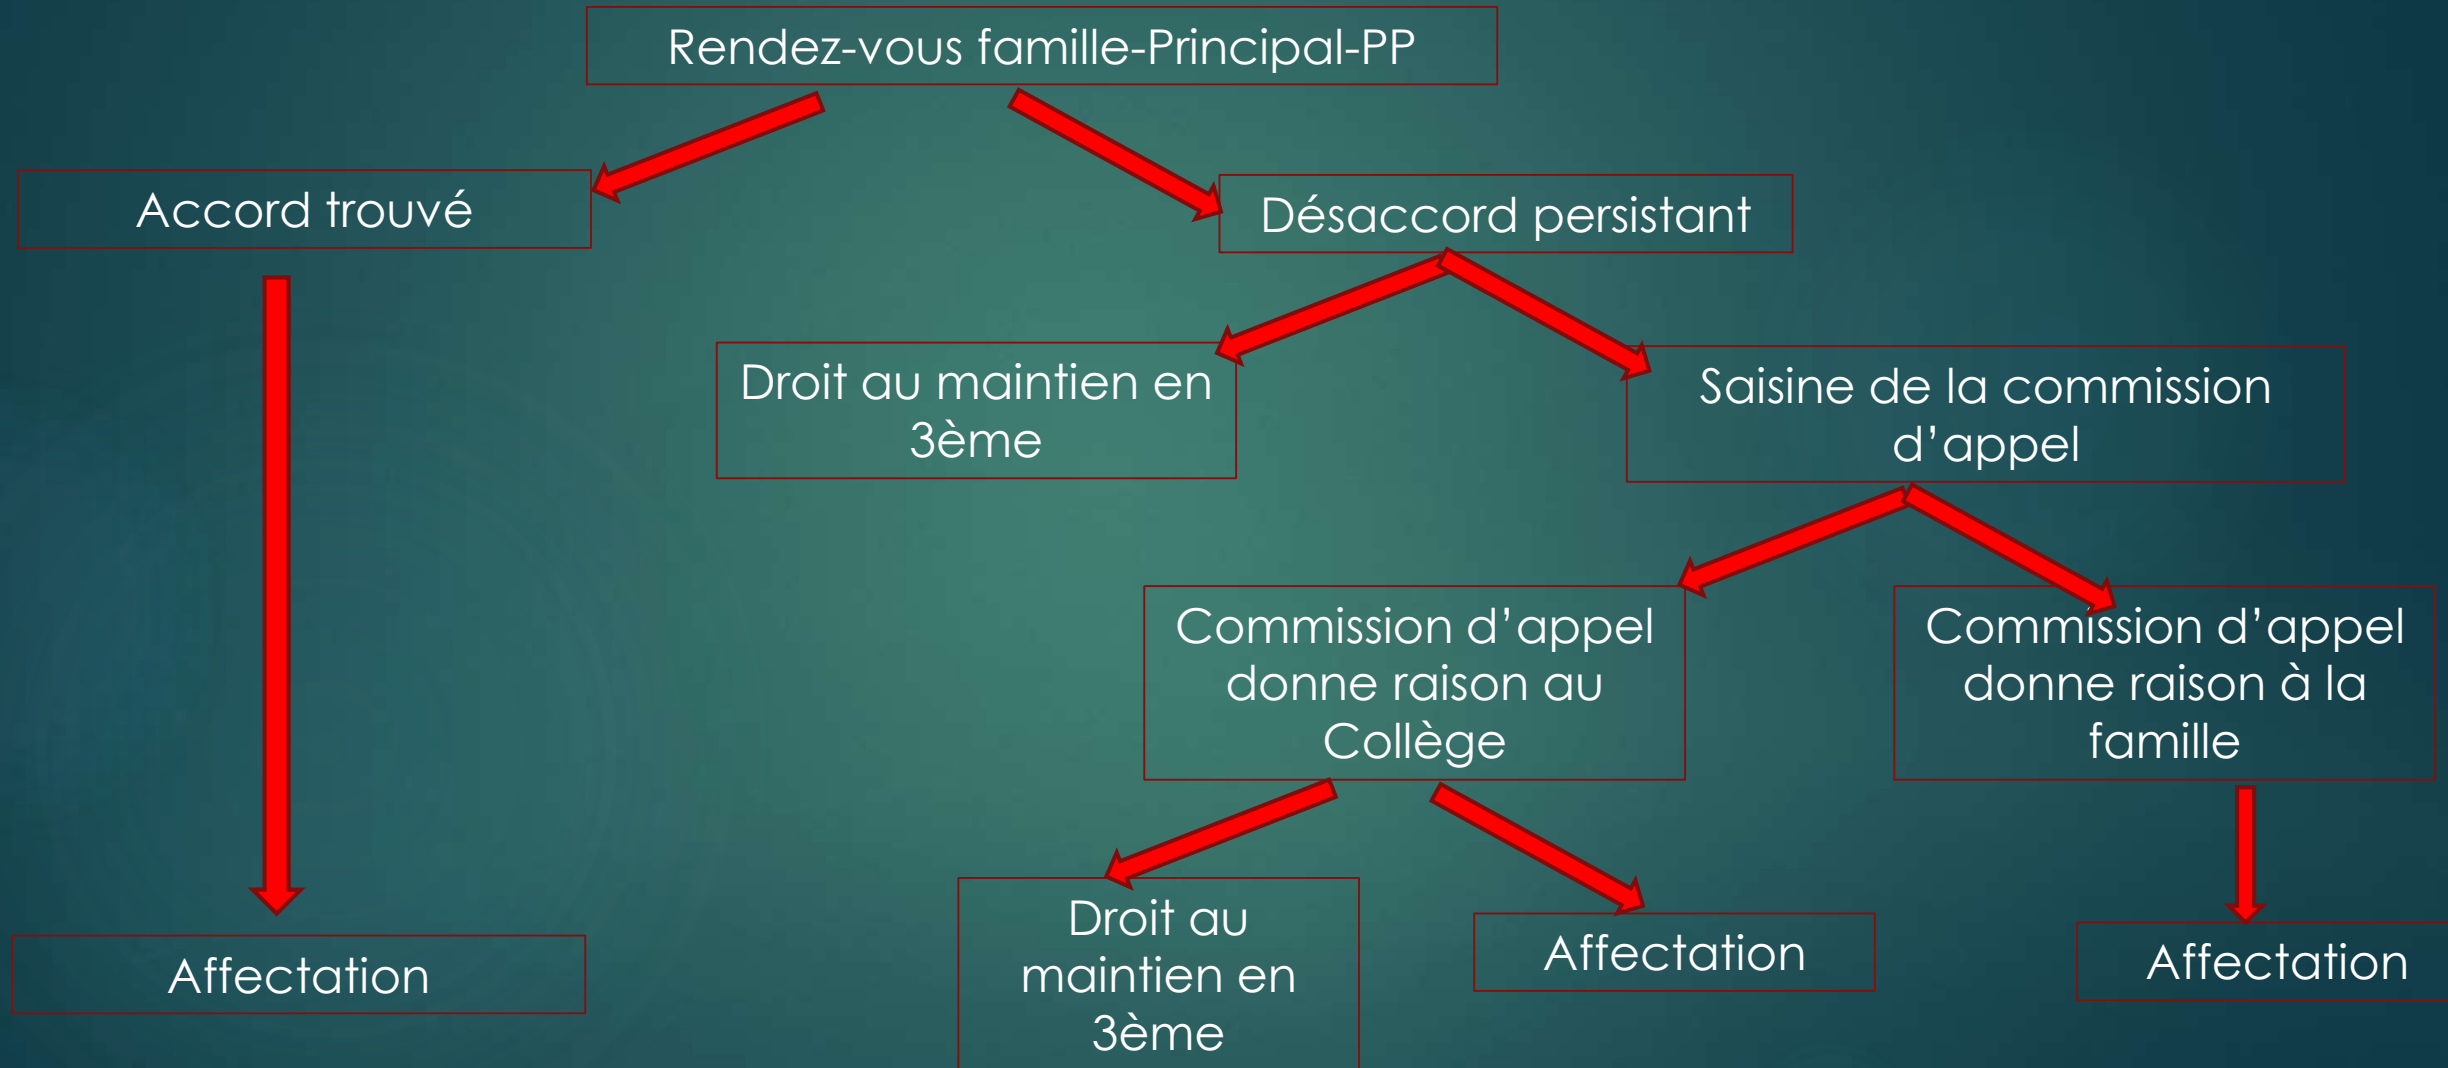 Rendez-vous famille-Principal-PP
Accord trouvé
Désaccord persistant
Droit au maintien en
3ème
Saisine de la commission
d’appel
Commission d’appel
donne raison au
Collège
Commission d’appel
donne raison à la
famille
Droit au
maintien en
3ème
Affectation
Affectation
Affectation